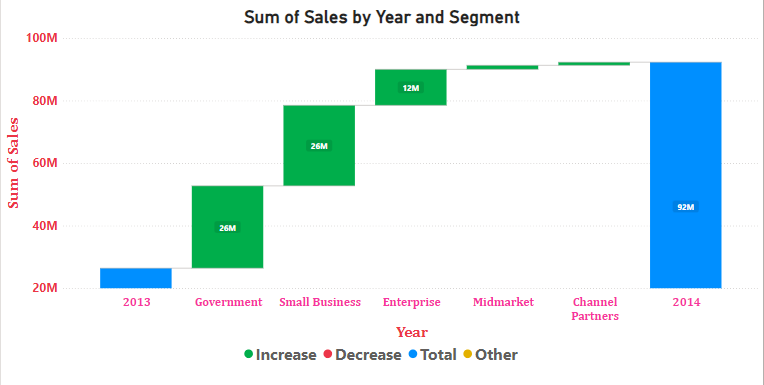 Sum of Sales by Year and Segment
100M
80M
60M
40M
20M
Sum of Sales
26M
26M
12M
92M
2013
Government
Small Business
Enterprise
Midmarket
Channel
Partners
2014
Year
Increase Decrease Total Other